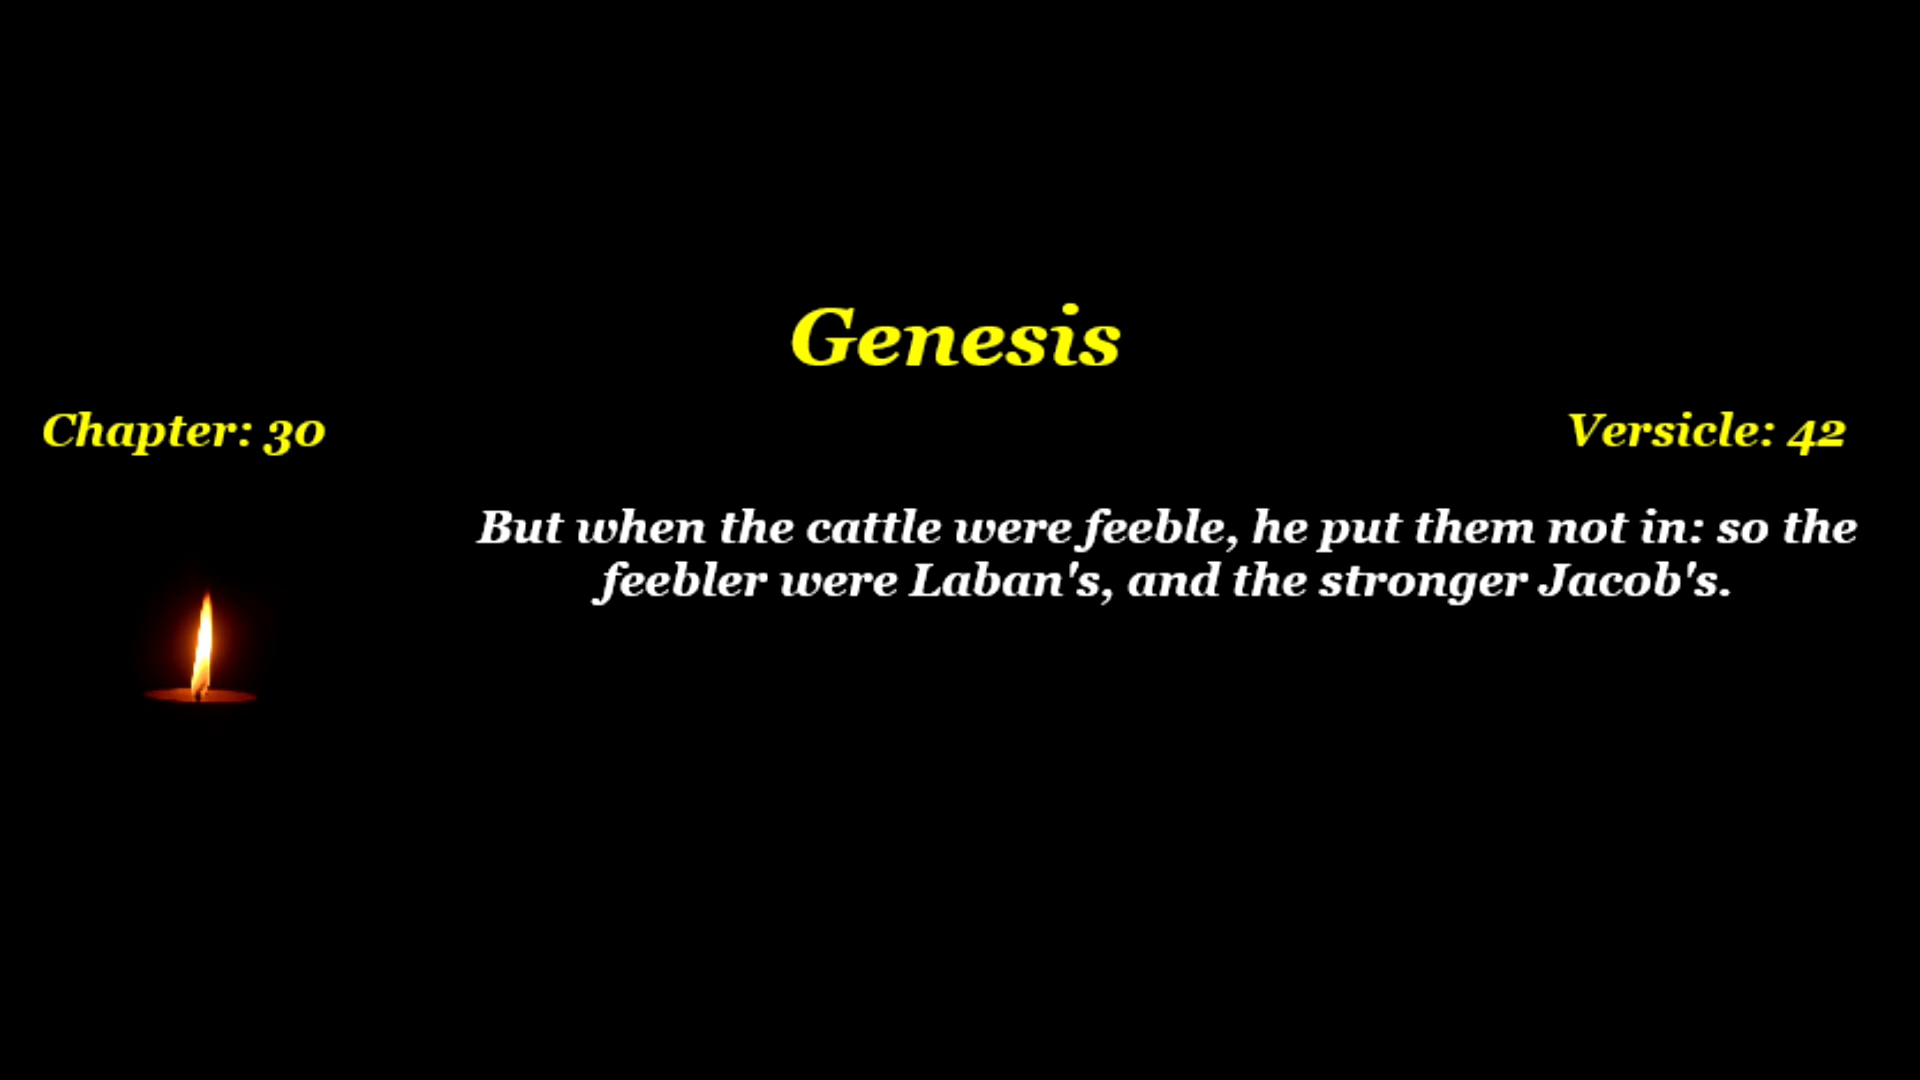 Genesis
Chapter: 30
Versicle: 42
But when the cattle were feeble, he put them not in: so the
feebler were Laban's, and the stronger Jacob's.